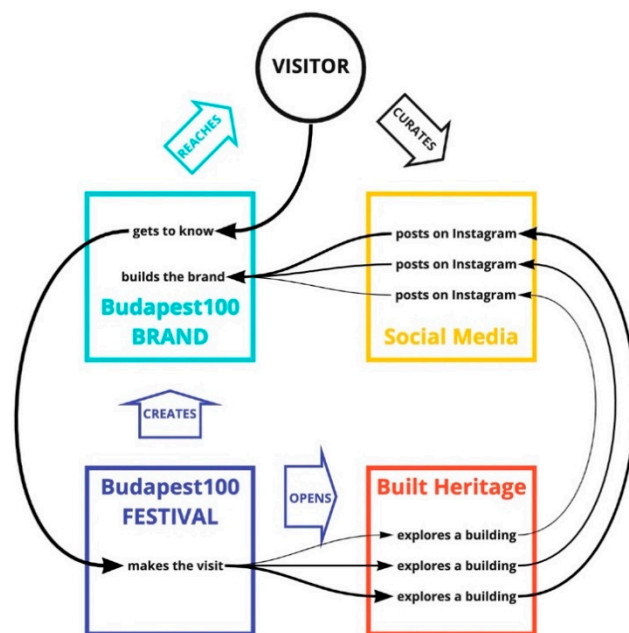 VISITOR
REACHES
CURATES
gets to know
builds the brand
Budapest100
BRAND
posts on Instagram
posts on Instagram
posts on Instagram
Social Media
CREATES
OPENS
Budapest100
FESTIVAL
makes the visit
Built Heritage
explores a building
explores a building
explores a building